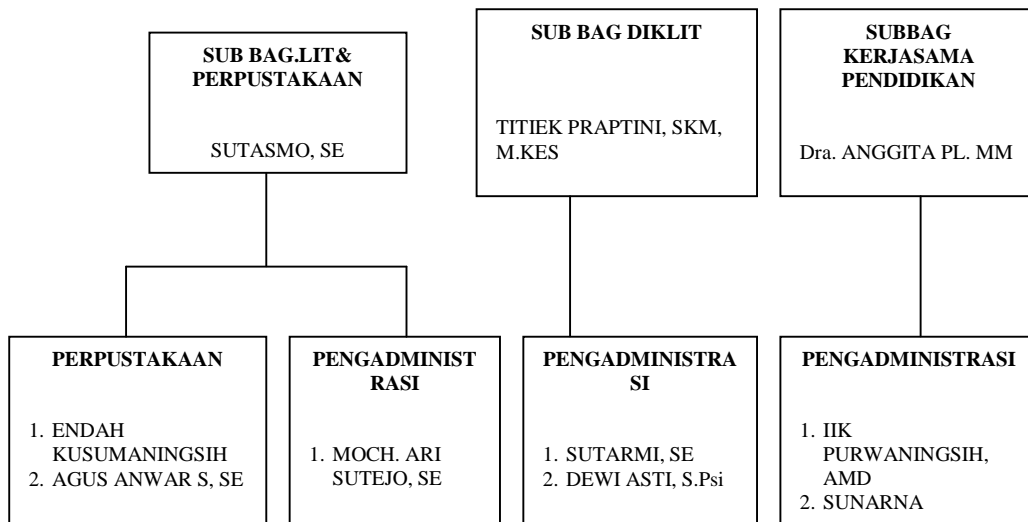 SUB BAG.LIT&
PERPUSTAKAAN
SUTASMO, SE
SUB BAG DIKLIT
TITIEK PRAPTINI, SKM,
M.KES
SUBBAG
KERJASAMA
PENDIDIKAN
Dra. ANGGITA PL. MM
PERPUSTAKAAN
1. ENDAH
KUSUMANINGSIH
2. AGUS ANWAR S, SE
PENGADMINIST
RASI
1. MOCH. ARI
SUTEJO, SE
PENGADMINISTRA
SI
1. SUTARMI, SE
2. DEWI ASTI, S.Psi
PENGADMINISTRASI
1. IIK
PURWANINGSIH,
AMD
2. SUNARNA